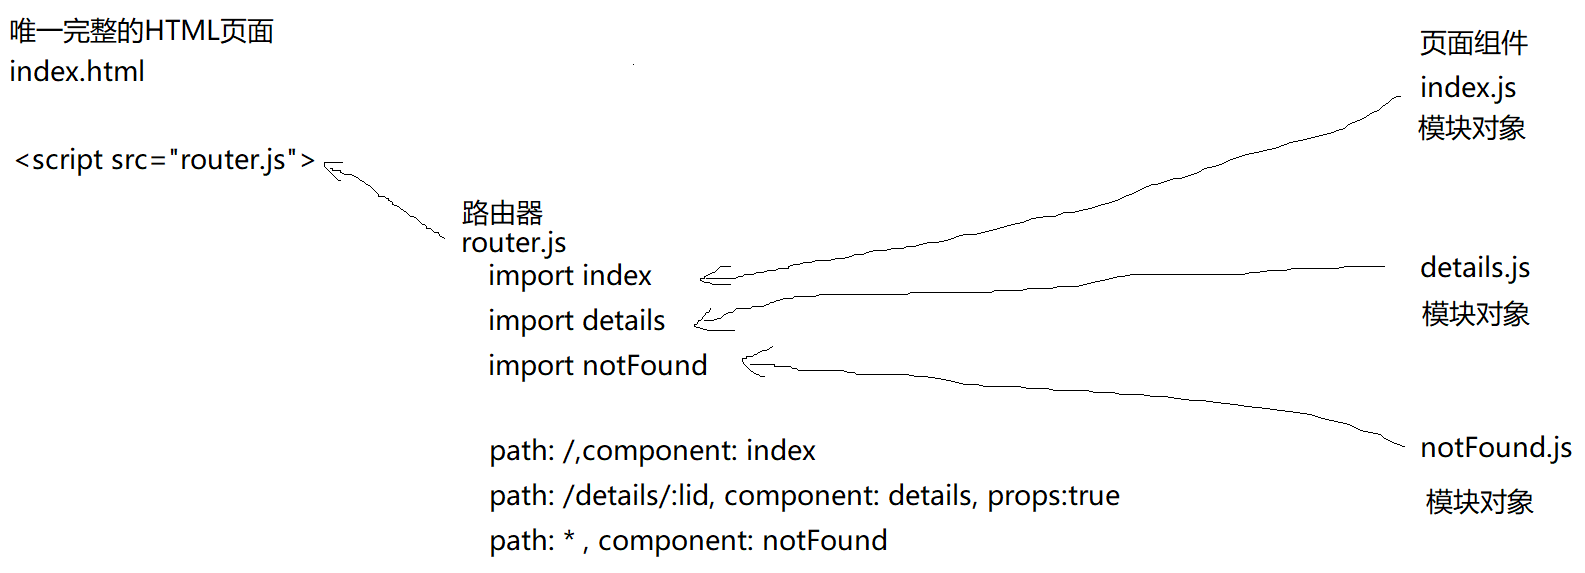 唯一完整的HTML页面
index.html
<script src="router.js">
路由器
router.js
import index
import details
import notFound
path: /,component: index
path: /details/:lid, component: details, props:true
path: * , component: notFound
页面组件
index.js
模块对象
details.js
模块对象
notFound.js
模块对象